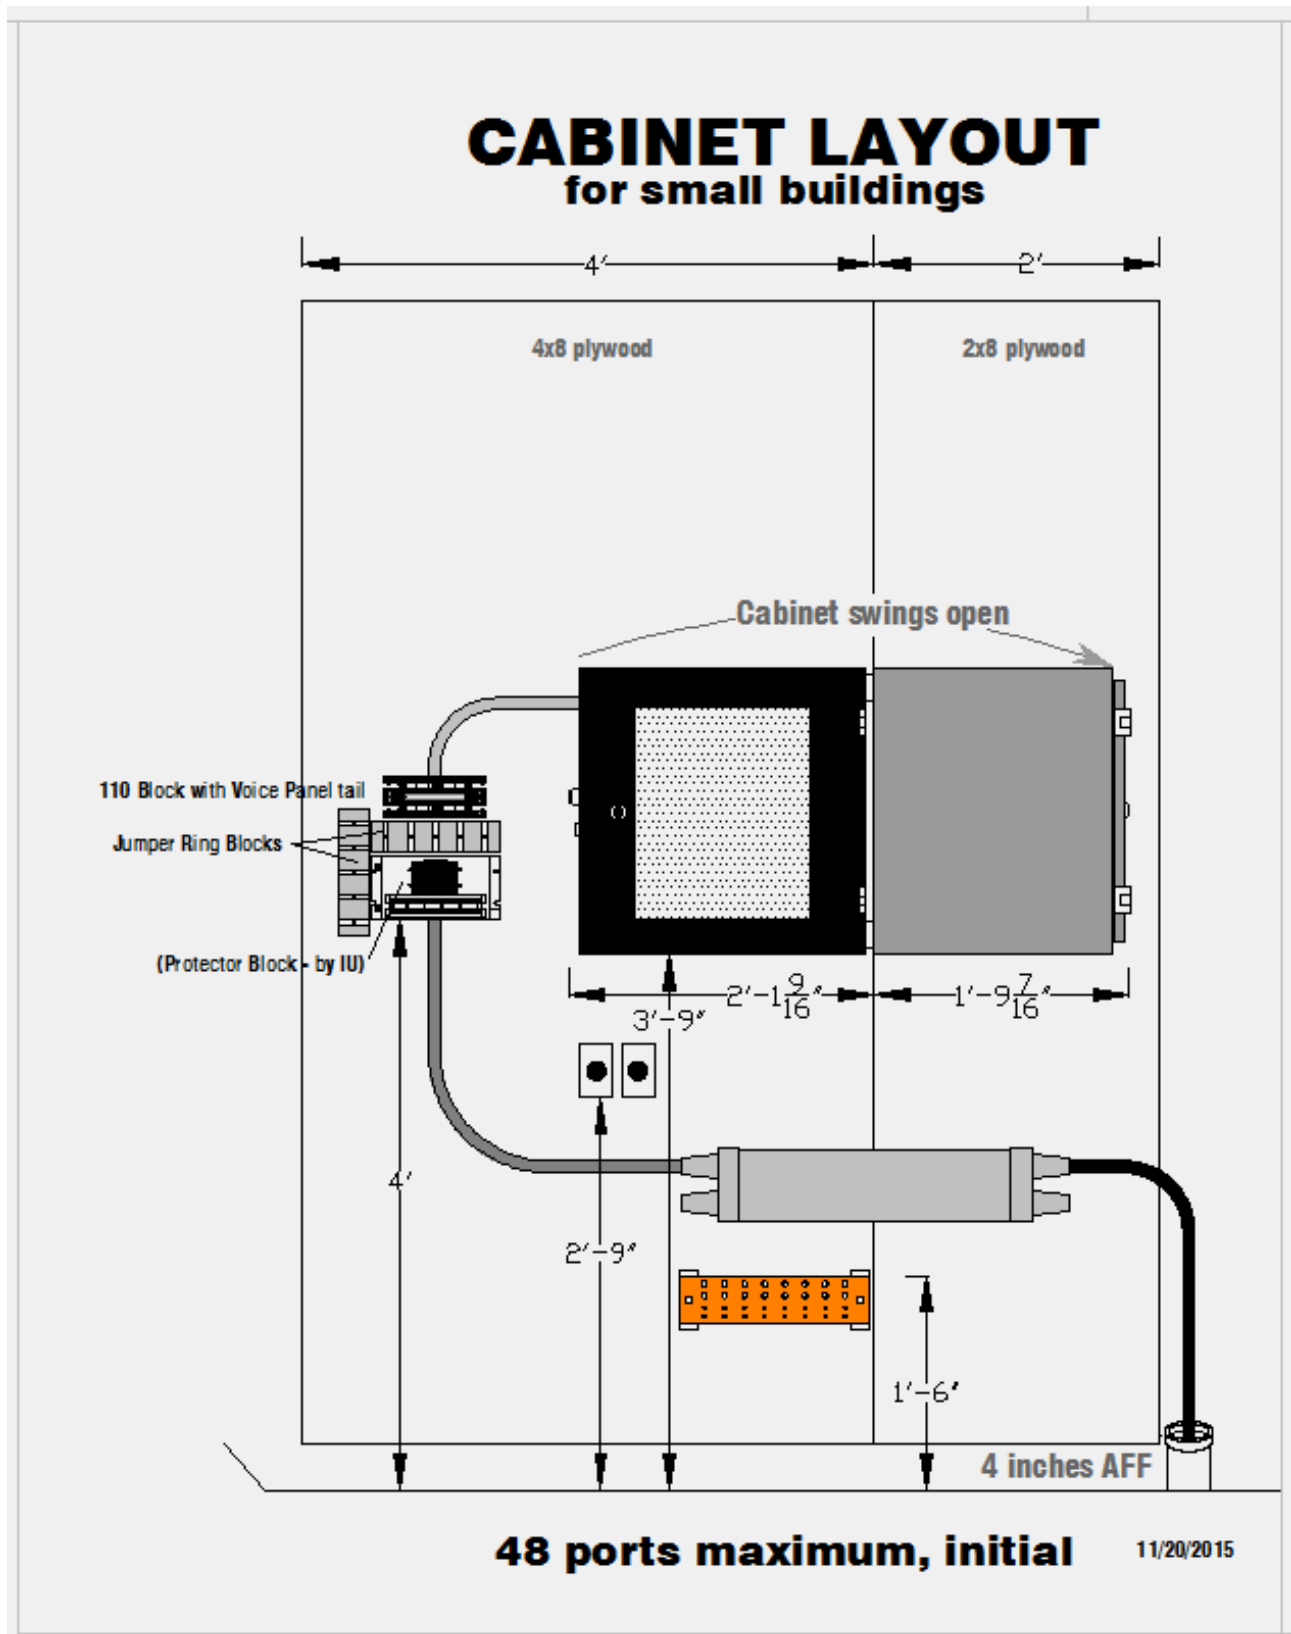 CABINET LAYOUT
for small buildings
4'
2'
4x8 plywood
2x8 plywood
Cabinet swings open
110 Block with Voice Panel tail
Jumper Ring Blocks
(Protector Block - by IU)
2'-1 9/16"
1'-9 7/16"
3'-9"
4'
2'-9"
1'-6"
4 inches AFF
48 ports maximum, initial
11/20/2015